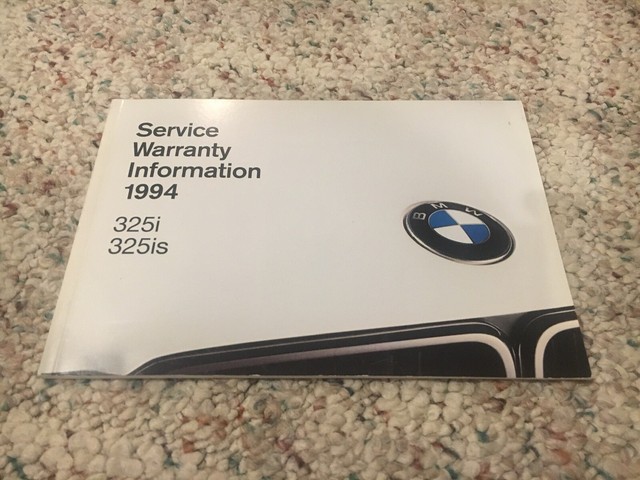 Service
Warranty
Information
1994
325i
325is
BMW